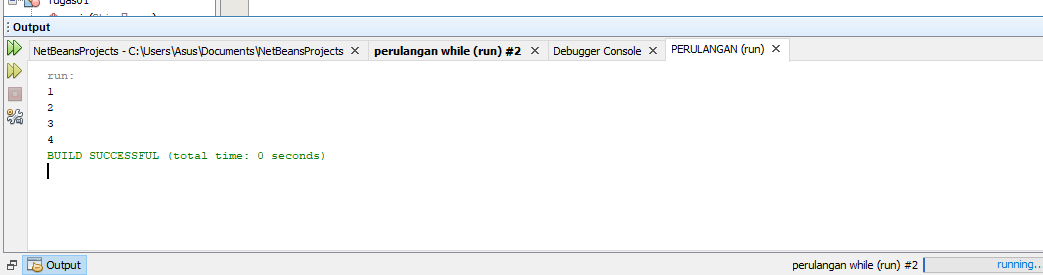 Tugas01
Output
NetBeansProjects - C:\Users\Asus\Documents\NetBeansProjects
perulangan while (run) #2
Debugger Console
PERULANGAN (run)
run:
1
2
3
4
BUILD SUCCESSFUL (total time: 0 seconds)
Output
perulangan while (run) #2
running..